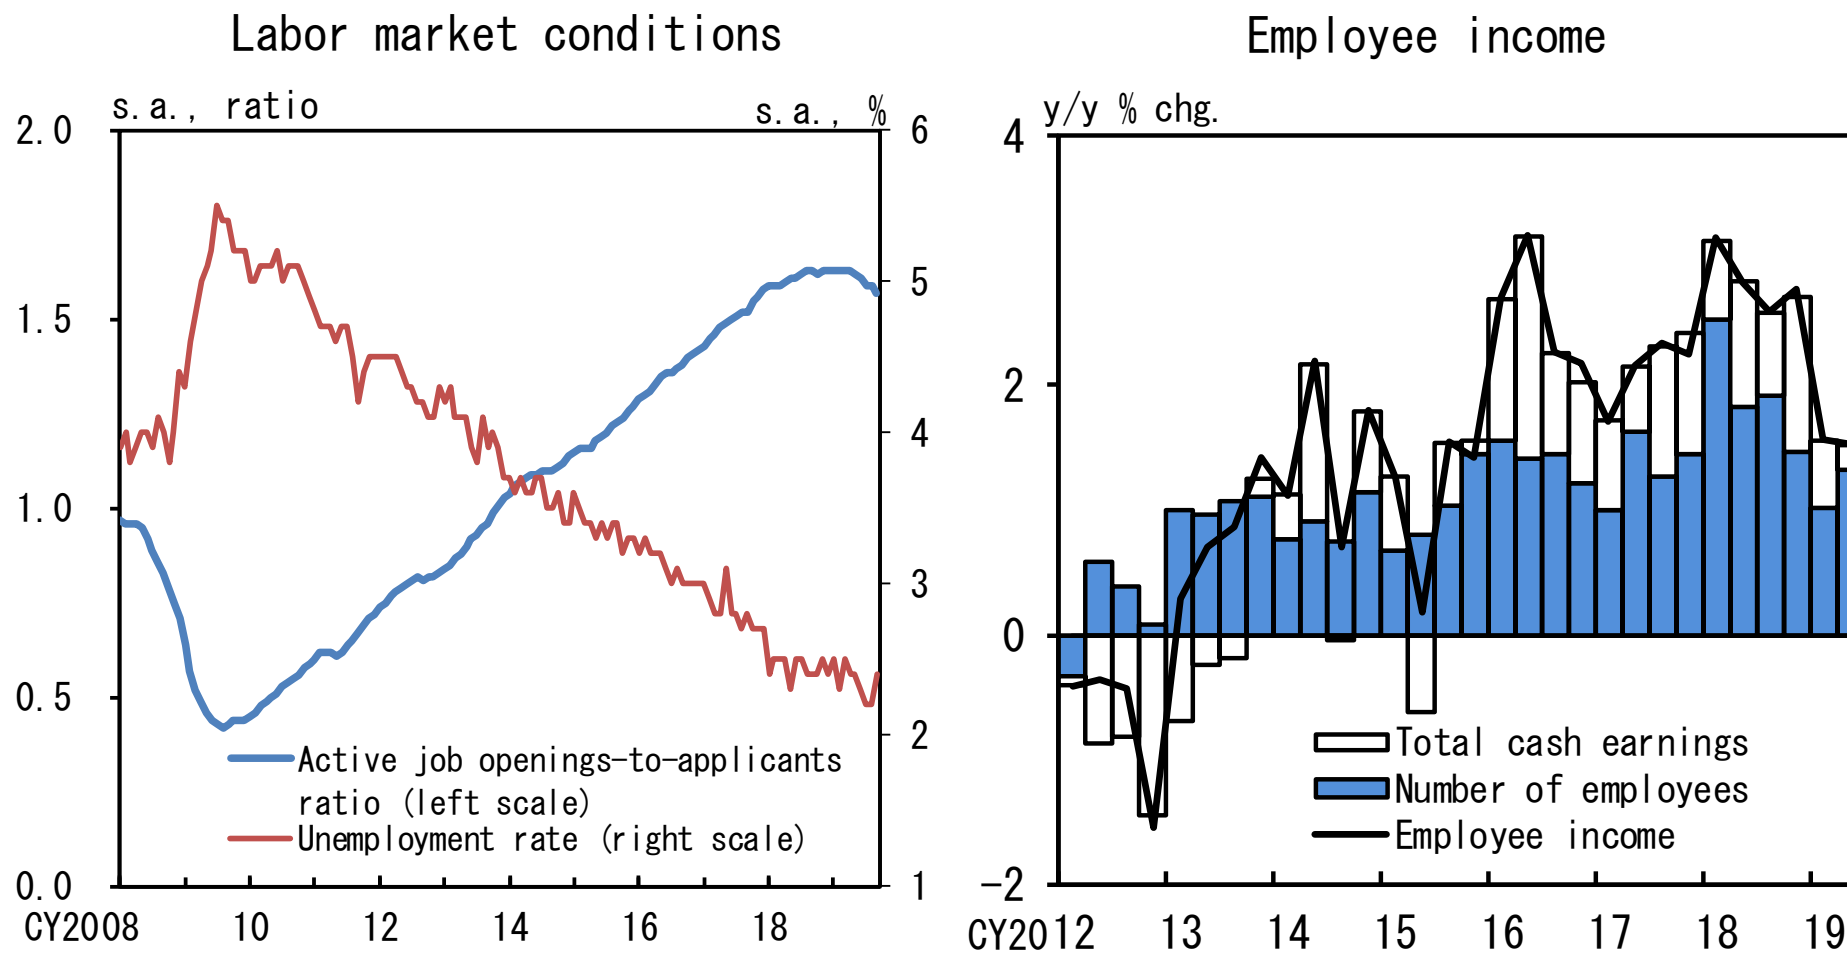 Labor market conditions
s.a., ratio
s.a., %
2.0
1.5
1.0
0.5
0.0
6
5
4
3
2
1
Active job openings-to-applicants
ratio (left scale)
Unemployment rate (right scale)
CY2008 10 12 14 16 18
Employee income
y/y % chg.
4
2
0
-2
Total cash earnings
Number of employees
Employee income
CY2012 13 14 15 16 17 18 19